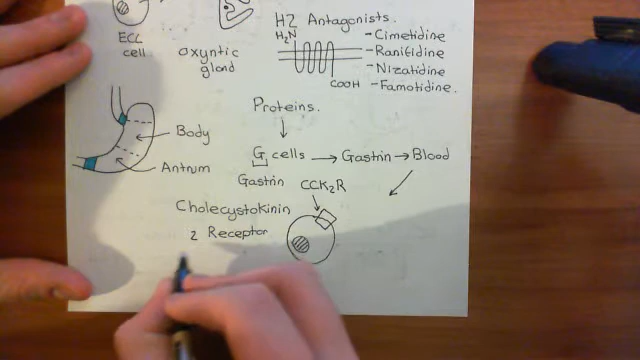 ECL
cell.
oxyntic
gland
H2 Antagonists.
H₂N
COOH
-Cimetidine
-Ranitidine
-Nizatidine
-Famotidine.
Body
Antrum
Proteins.
G cells → Gastrin → Blood
Gastrin
CCK₂R
Cholecystokinin
2 Receptor